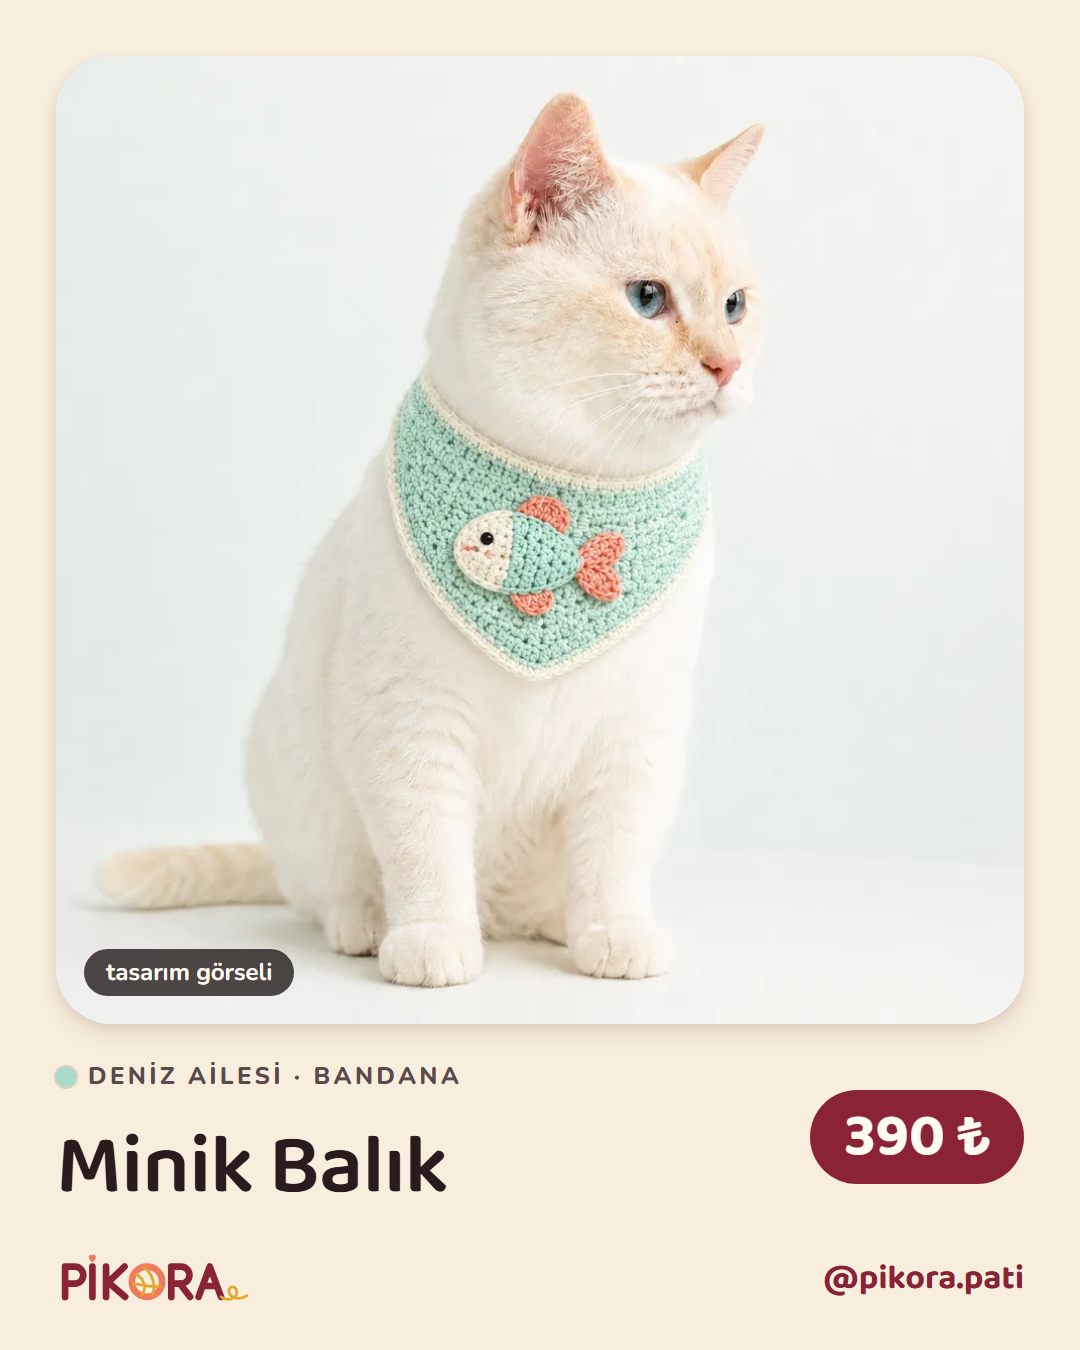 tasarım görseli
DENİZ AİLESİ · BANDANA
Minik Balık
390 ₺
PİKORA
@pikora.pati